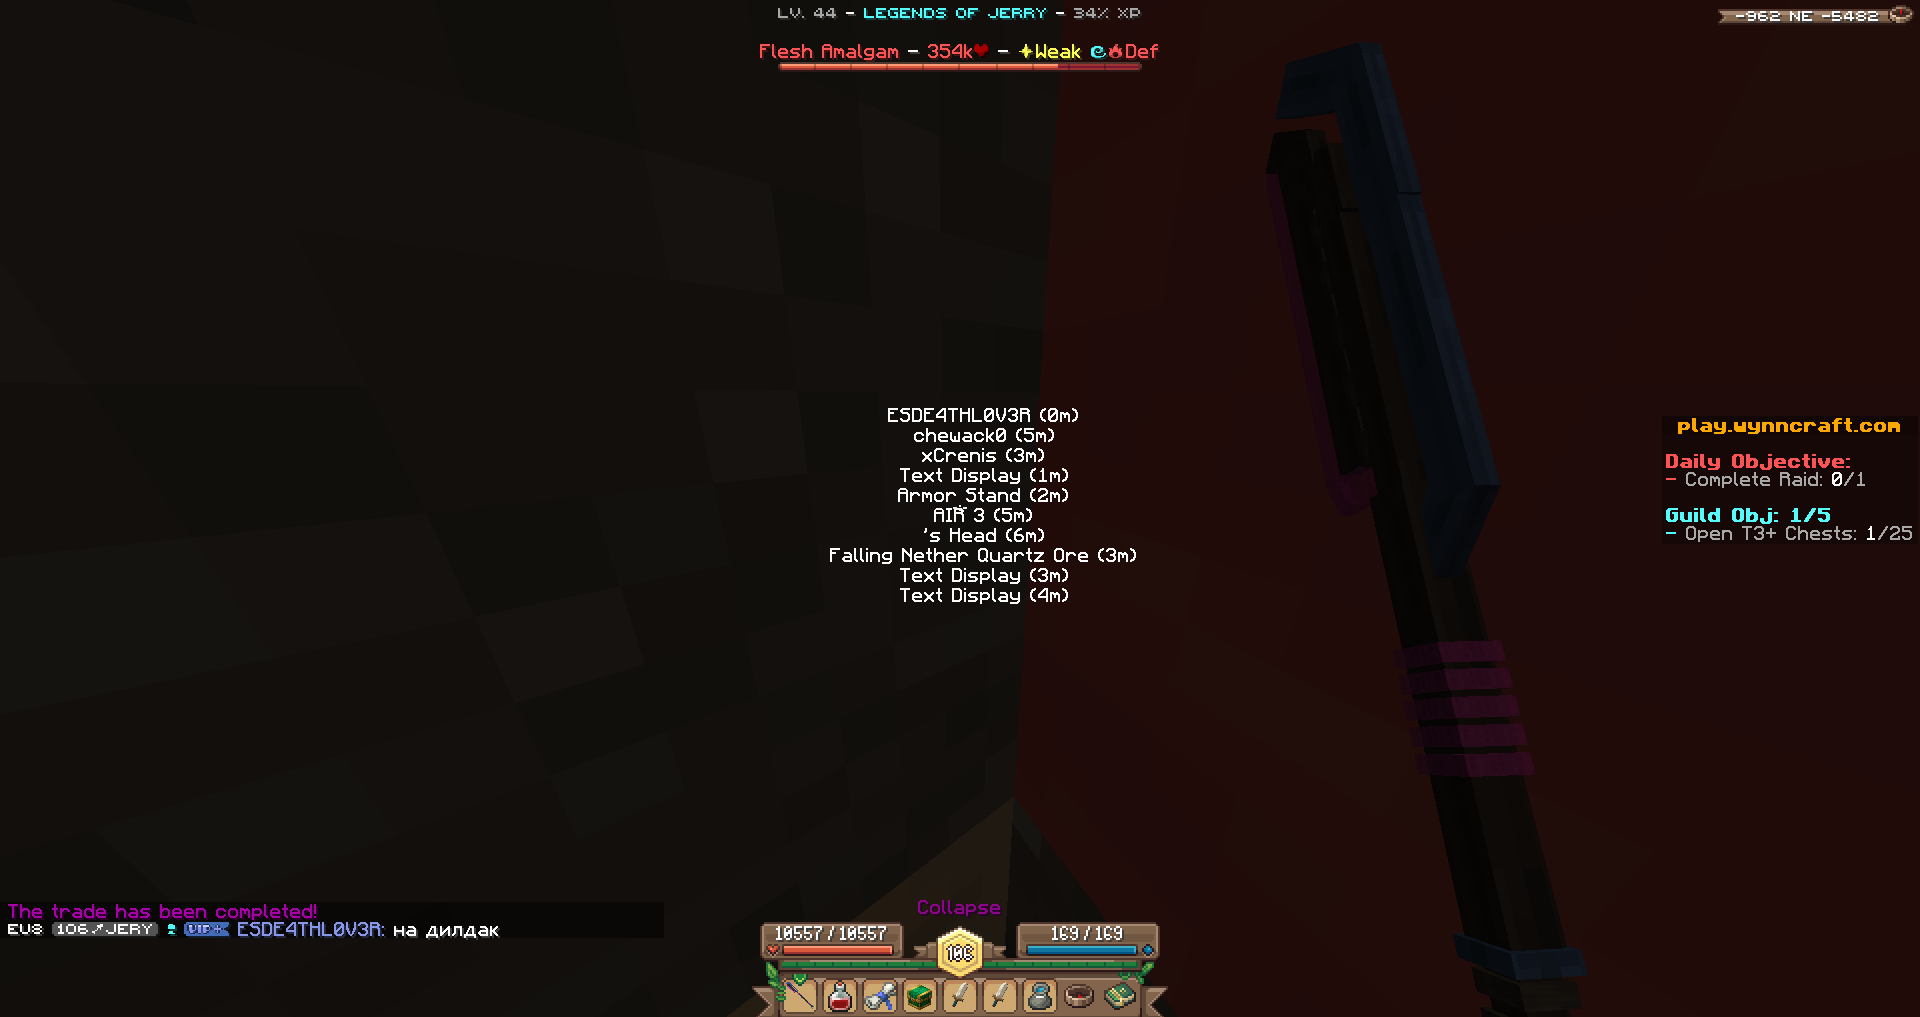 LV. 44 - LEGENDS OF JERRY - 34% XP
-962 NE -5482
Flesh Amalgam - 354k - Weak Def
ESDE4THL0V3R (0m)
chewack0 (5m)
xCrenis (3m)
Text Display (1m)
Armor Stand (2m)
AIR 3 (5m)
's Head (6m)
Falling Nether Quartz Ore (3m)
Text Display (3m)
Text Display (4m)
play.wynncraft.com
Daily Objective:
- Complete Raid: 0/1
Guild Obj: 1/5
- Open T3+ Chests: 1/25
The trade has been completed!
EU8 106 JERY VIP+ ESDE4THL0V3R: на дилдак
Collapse
10557/10557
169/169
106